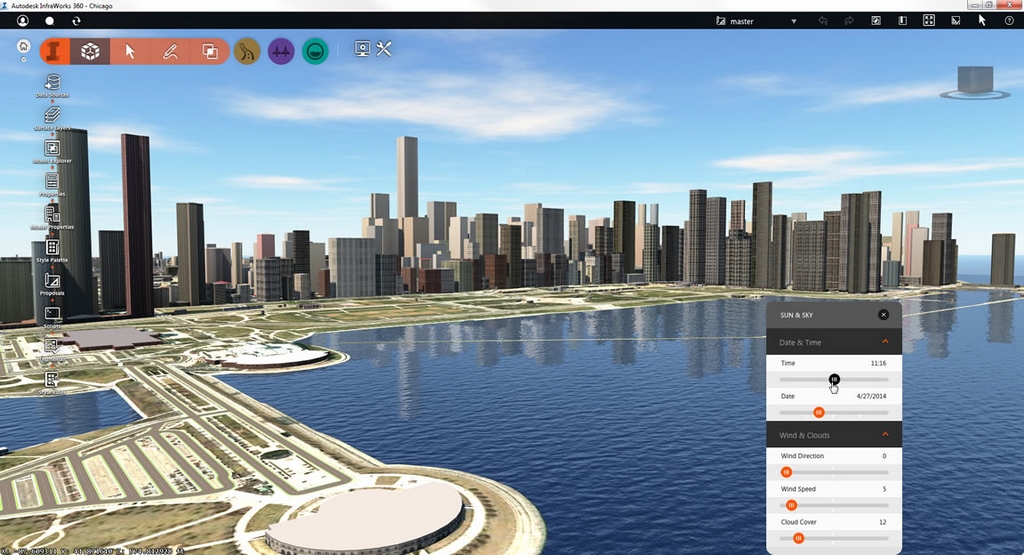 Autodesk InfraWorks 360 - Chicago
master
Data Sources
Surface Layers
Model Explorer
Properties
Model Properties
Style Palette
Proposals
Scripts
SUN & SKY
Date & Time
Time 11:16
Date 4/27/2014
Wind & Clouds
Wind Direction 0
Wind Speed 5
Cloud Cover 12